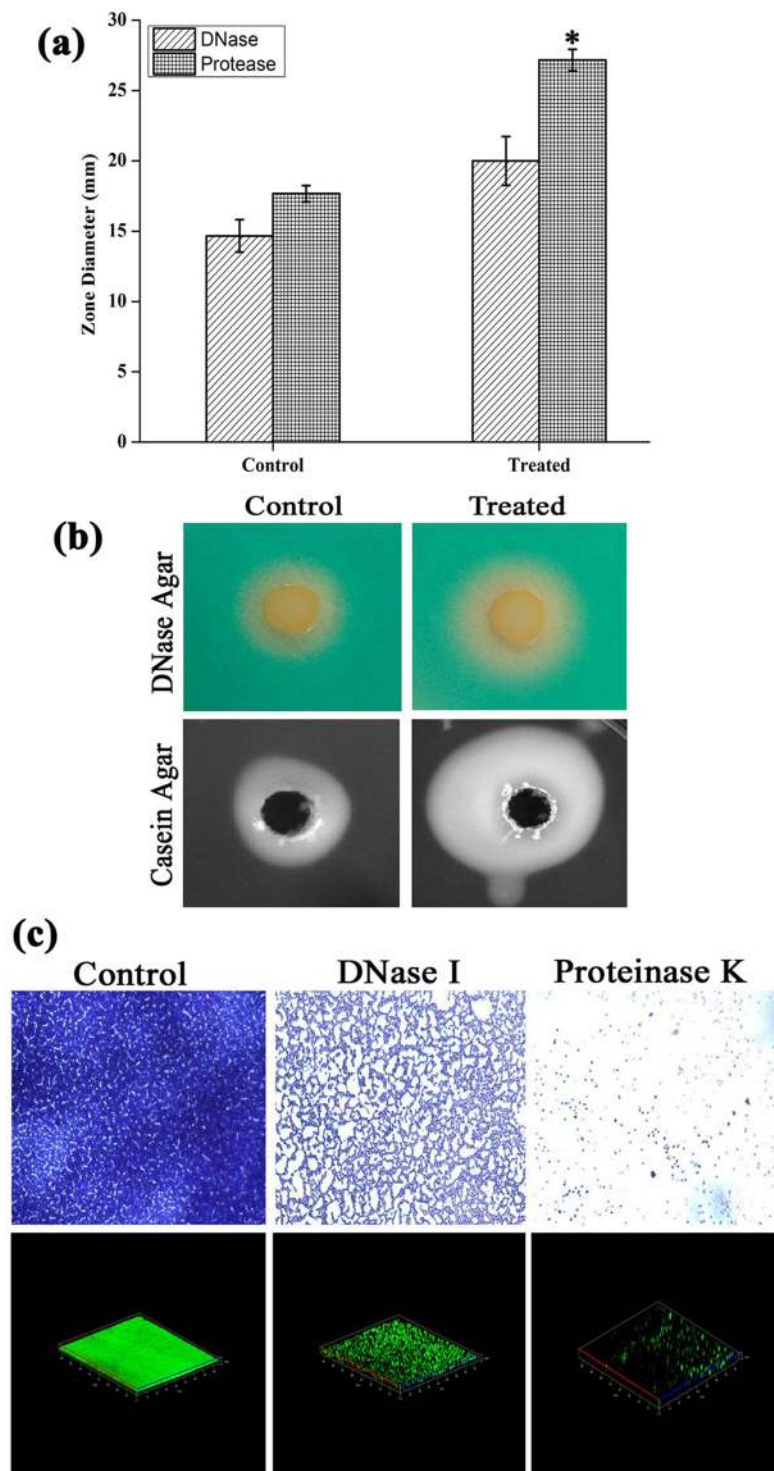 (a)
DNase
Protease
*
30
25
20
15
10
5
0
Zone Diameter (mm)
Control
Treated
(b)
Control
Treated
DNase Agar
Casein Agar
(c)
Control
DNase I
Proteinase K